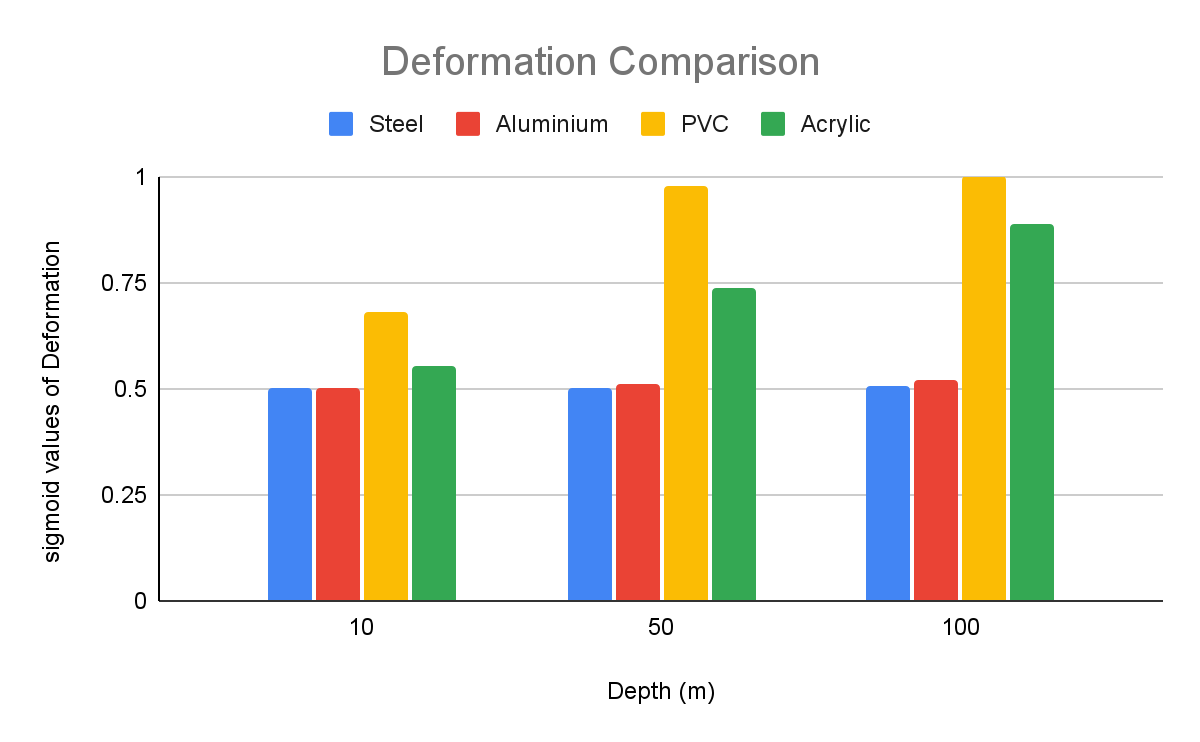 Deformation Comparison
Steel Aluminium PVC Acrylic
sigmoid values of Deformation
1
0.75
0.5
0.25
0
10 50 100
Depth (m)